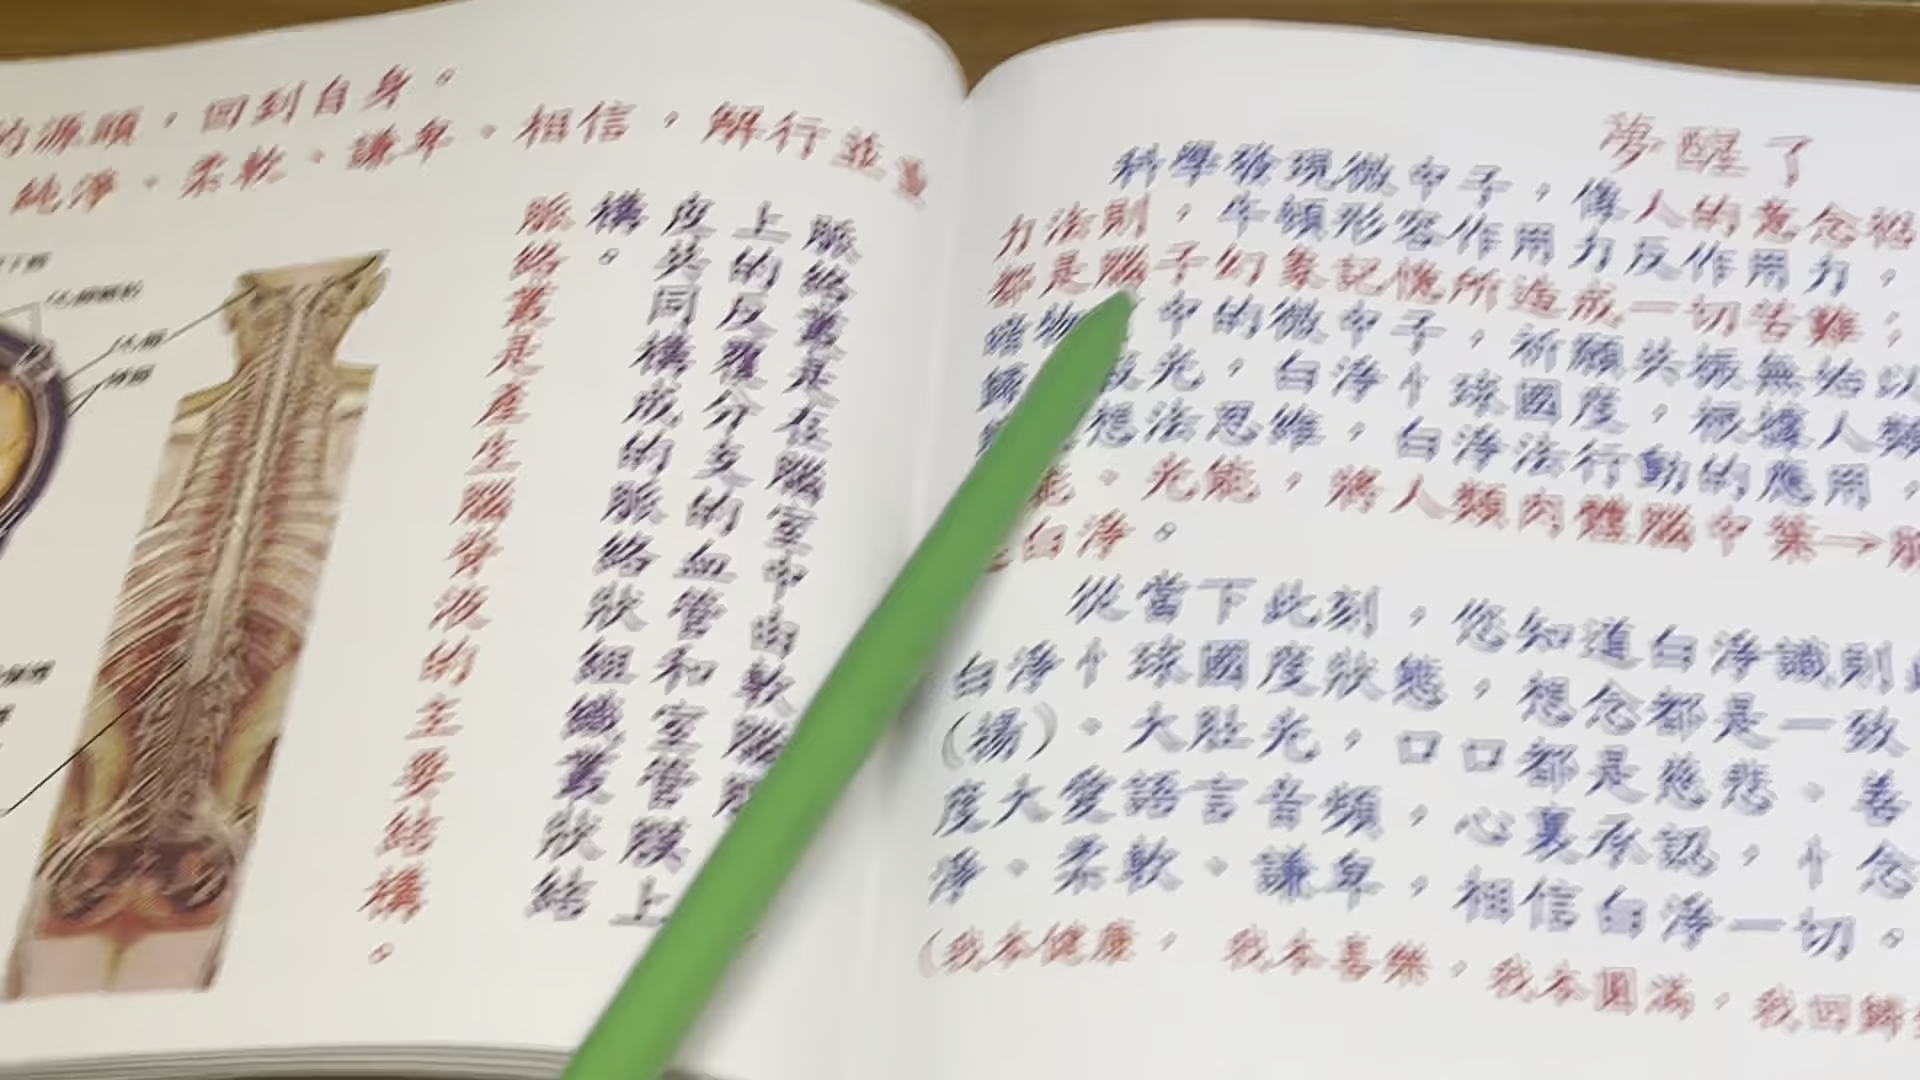 的源頭，回到自身。
純淨、柔軟、謙卑、相信，解行並
脈絡叢是在腦室中由軟腦
上的反覆分支的血管和室管膜上
度共同構成的脈絡狀組織叢狀結
構。
脈絡叢是產生腦脊液的主要結構。
夢醒了
科學發現微中子，像人的意念
力法則，牛頓形容作用力反作用力，
都是腦子幻象記憶所造成一切苦難；
暗物 中的微中子，祈願共振無始以
光，白淨 球國度，根據人類
想法思維，白淨法行動的應用，
能。光能，將人類肉體腦中葉→
白淨。
從當下此刻，您知道白淨識則
白淨 球國度狀態，想念都是一致
(揚)。大肚光，口口都是慈悲。善
度大愛語言音頻，心裏承認， 念
淨、柔軟、謙卑，相信白淨一切。
(我本健康，我本喜樂，我本圓滿，我回歸